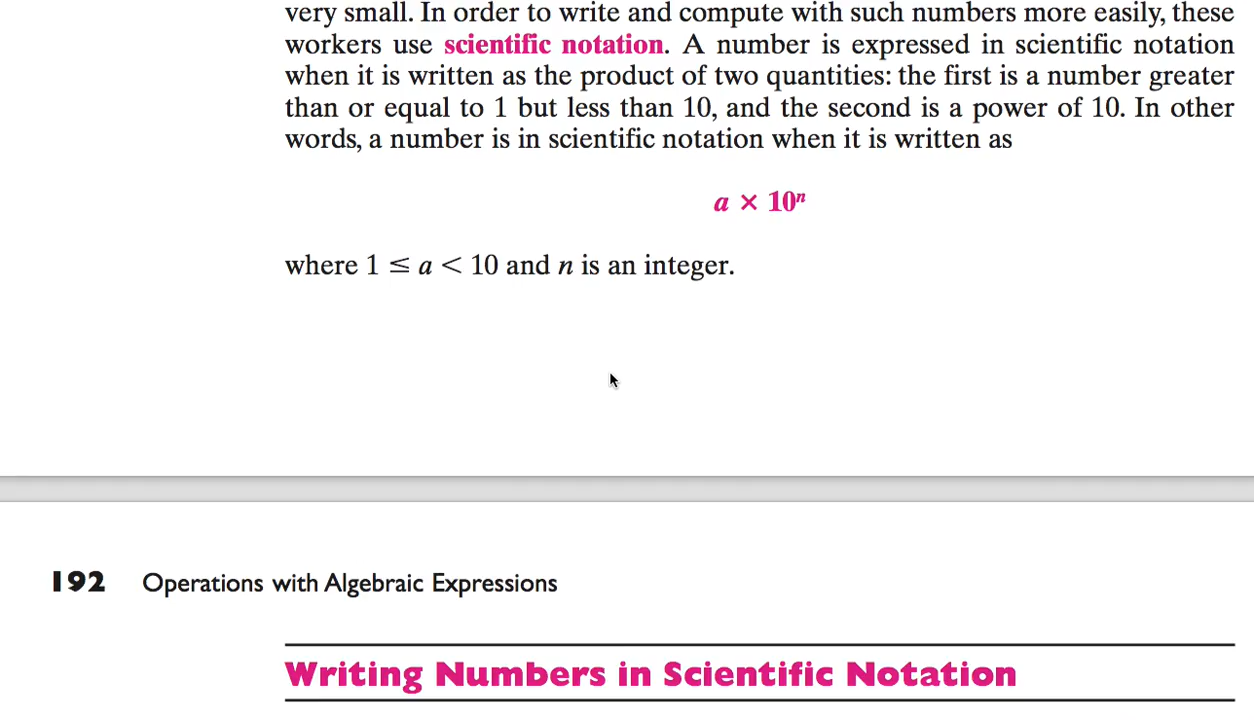 very small. In order to write and compute with such numbers more easily, these
workers use scientific notation. A number is expressed in scientific notation
when it is written as the product of two quantities: the first is a number greater
than or equal to 1 but less than 10, and the second is a power of 10. In other
words, a number is in scientific notation when it is written as
a × 10ⁿ
where 1 ≤ a < 10 and n is an integer.
192 Operations with Algebraic Expressions
Writing Numbers in Scientific Notation